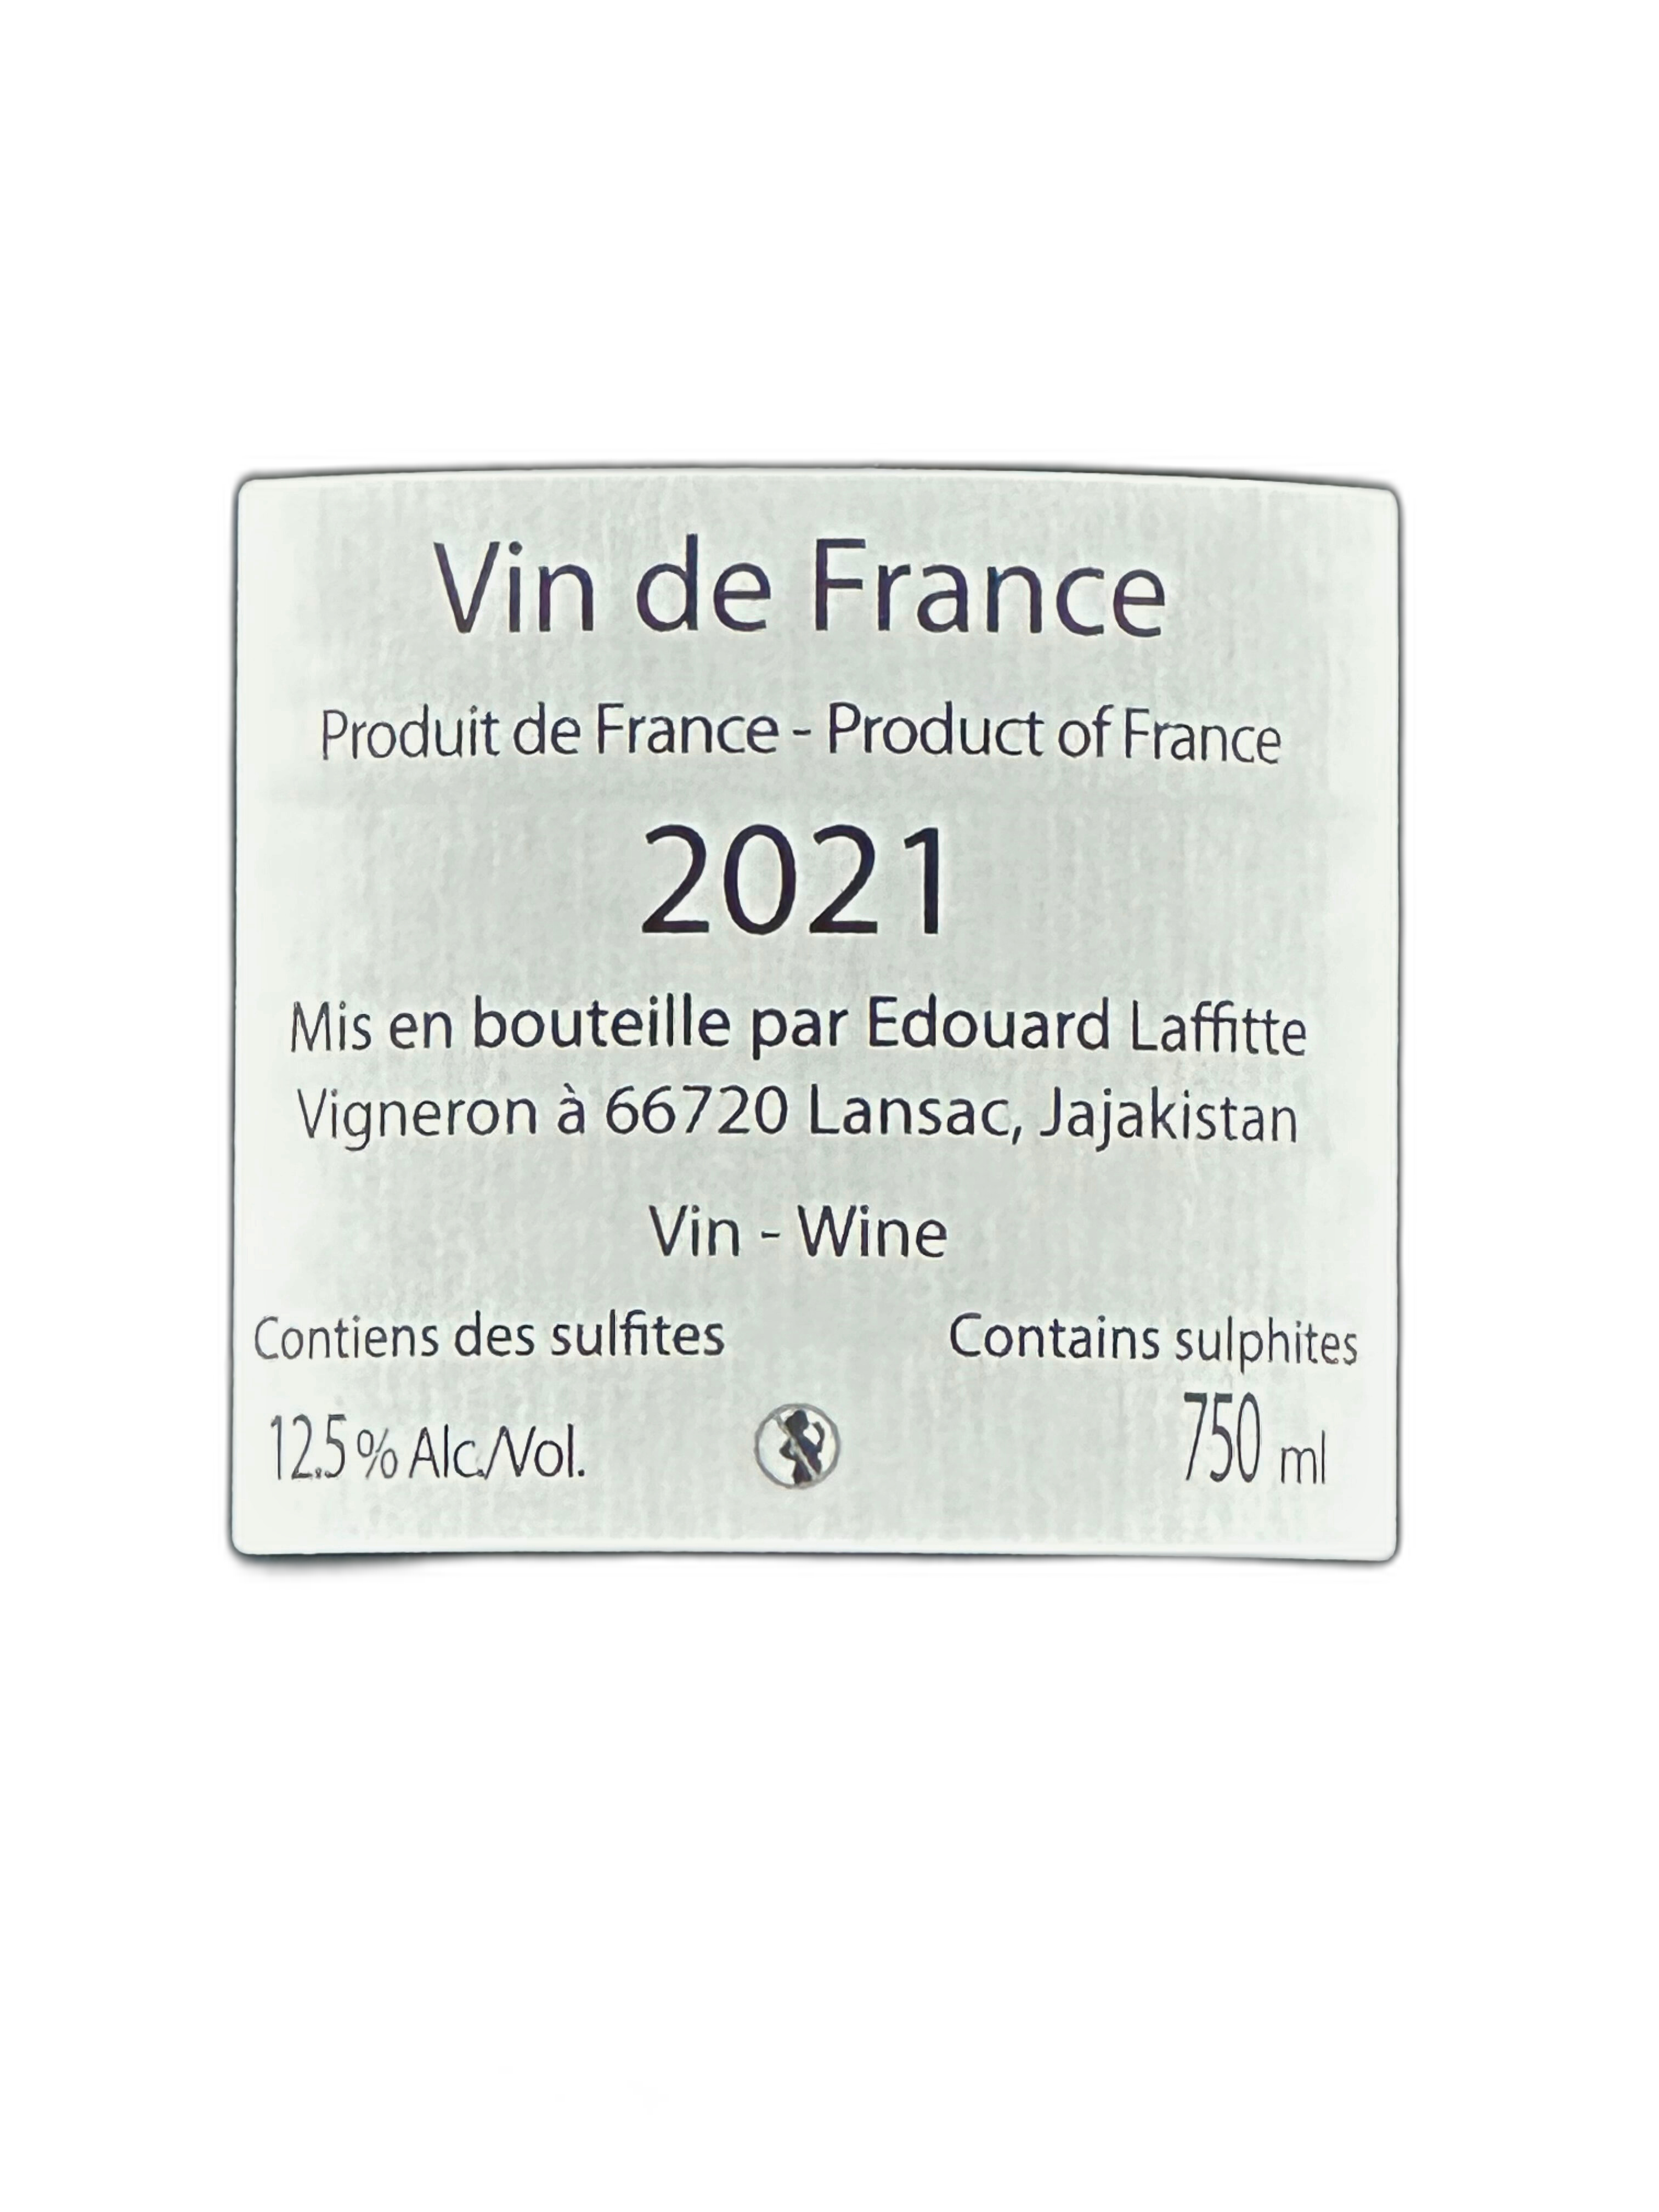 Vin de France
Produit de France - Product of France
2021
Mis en bouteille par Edouard Laffitte
Vigneron à 66720 Lansac, Jajakistan
Vin - Wine
Contiens des sulfites
Contains sulphites
12.5 % Alc./Vol.
750 ml